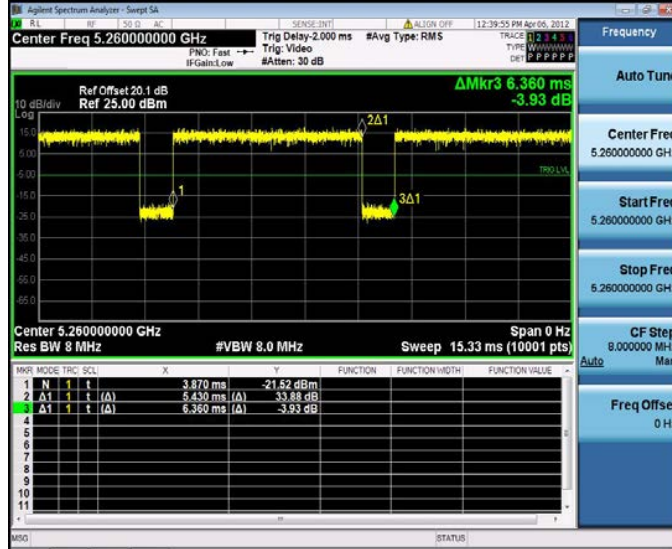 Agilent Spectrum Analyzer - Swept SA
RL RF 50 Ω AC SENSE:INT ALIGN OFF 12:39:55 PM Apr 06, 2012
Center Freq 5.260000000 GHz
PNO: Fast
IFGain:Low
Trig Delay-2.000 ms
Trig: Video
#Atten: 30 dB
#Avg Type: RMS
TRACE 1 2 3 4 5 6
TYPE WWWWWW
DET P P P P P P
Ref Offset 20.1 dB
10 dB/div Ref 25.00 dBm
Log
ΔMkr3 6.360 ms
-3.93 dB
15.0
5.00
-5.00
-15.0
-25.0
-35.0
-45.0
-55.0
-65.0
2Δ1
TRIG LVL
1
3Δ1
Center 5.260000000 GHz Span 0 Hz
Res BW 8 MHz #VBW 8.0 MHz Sweep 15.33 ms (10001 pts)
MKR MODE TRC SCL X Y FUNCTION FUNCTION WIDTH FUNCTION VALUE
1 N 1 t 3.870 ms -21.52 dBm
2 Δ1 1 t (Δ) 5.430 ms (Δ) 33.88 dB
3 Δ1 1 t (Δ) 6.360 ms (Δ) -3.93 dB
4
5
6
7
8
9
10
11
MSG STATUS
Frequency
Auto Tune
Center Freq
5.260000000 GH
Start Freq
5.260000000 GH
Stop Freq
5.260000000 GH
CF Step
8.000000 MH
Auto Ma
Freq Offse
0 H